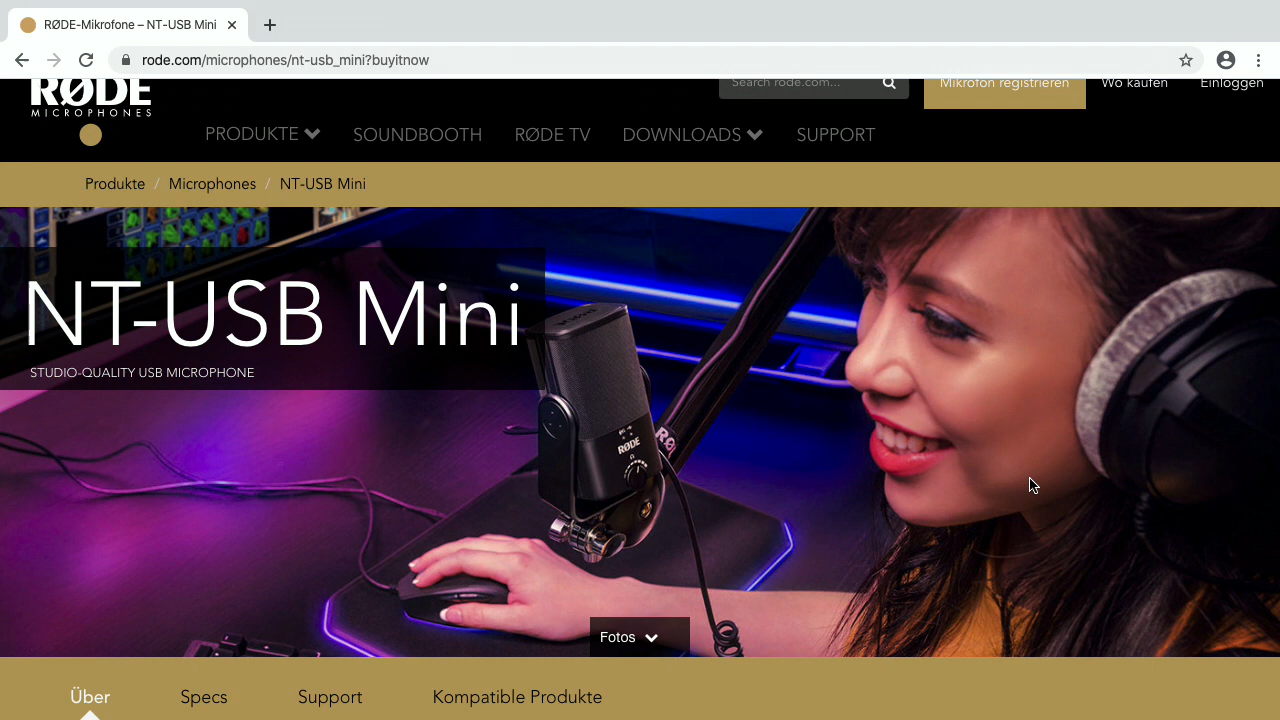 RØDE-Mikrofone – NT-USB Mini
rode.com/microphones/nt-usb_mini?buyitnow
RØDE
MICROPHONES
Search rode.com...
Mikrofon registrieren
Wo kaufen
Einloggen
PRODUKTE
SOUNDBOOTH
RØDE TV
DOWNLOADS
SUPPORT
Produkte / Microphones / NT-USB Mini
NT-USB Mini
STUDIO-QUALITY USB MICROPHONE
RØDE
RØ
Fotos
Über
Specs
Support
Kompatible Produkte